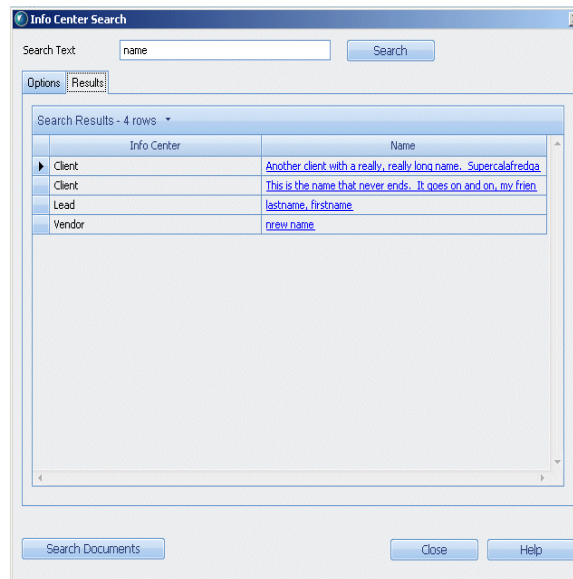 Info Center Search
Search Text name Search
Options Results
Search Results - 4 rows
Info Center Name
Client Another client with a really, really long name. Supercalafredga
Client This is the name that never ends. It goes on and on, my frien
Lead lastname, firstname
Vendor nrew name
Search Documents Close Help